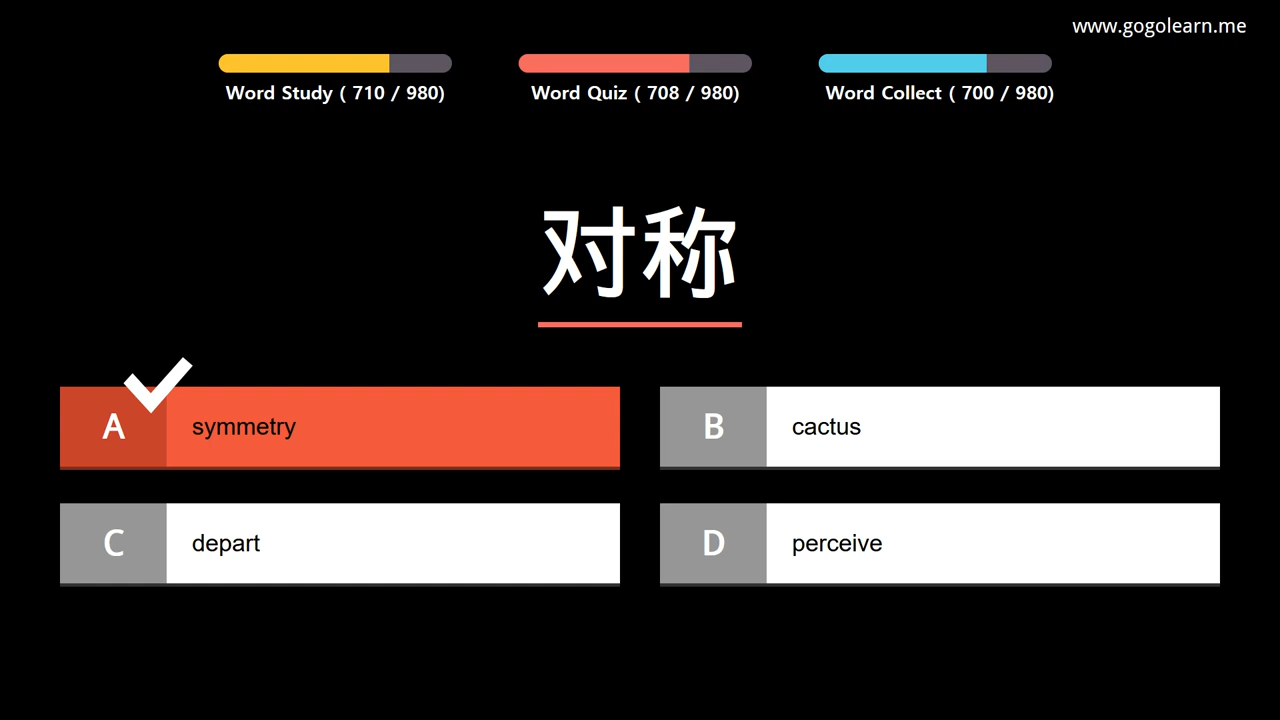 www.gogolearn.me
Word Study ( 710 / 980)
Word Quiz ( 708 / 980)
Word Collect ( 700 / 980)
对称
A symmetry
B cactus
C depart
D perceive